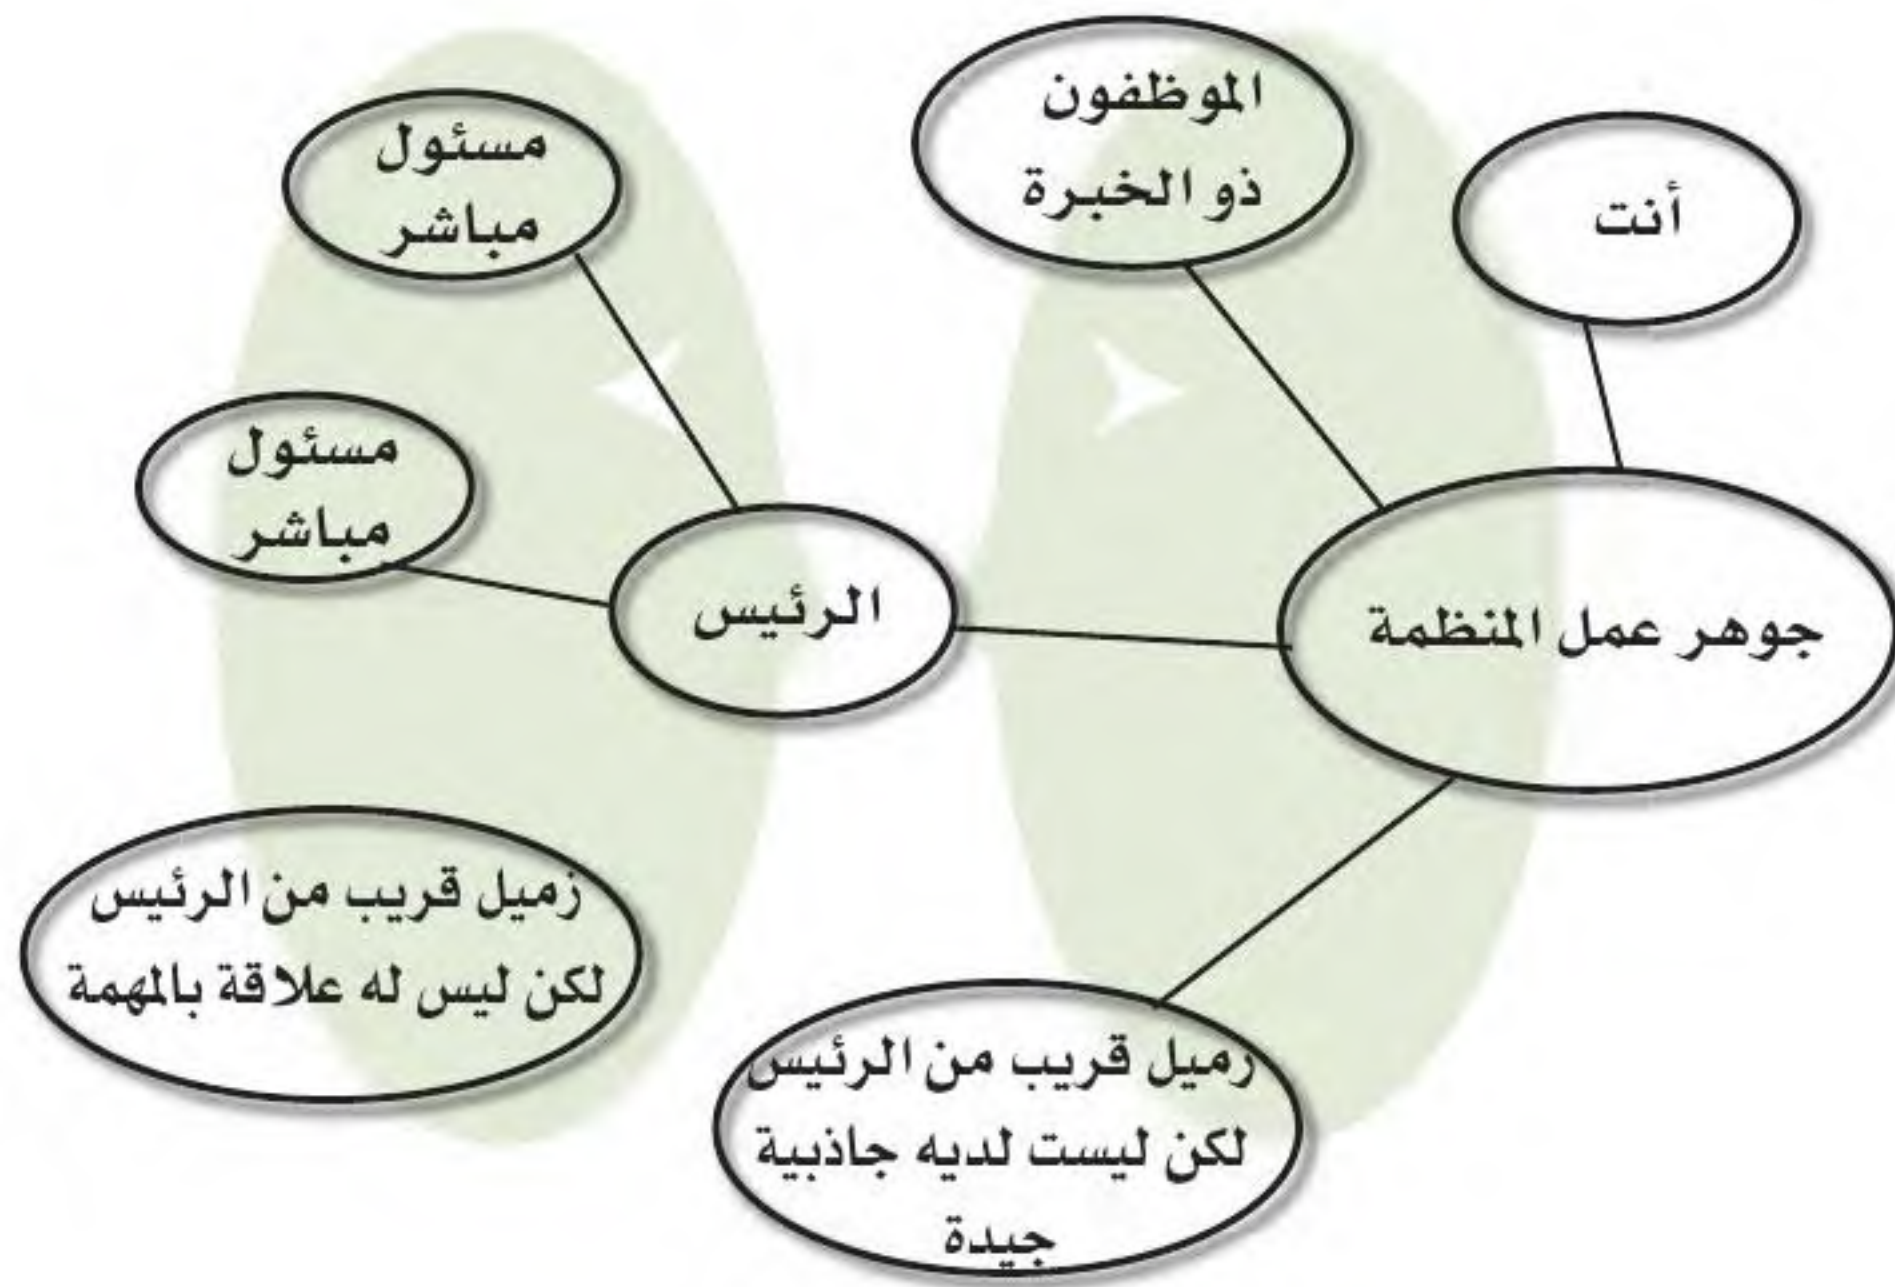 الموظفون
ذو الخبرة
أنت
مسئول
مباشر
مسئول
مباشر
الرئيس
جوهر عمل المنظمة
زميل قريب من الرئيس
لكن ليس له علاقة بالمهمة
رميل قريب من الرئيس
لكن ليست لديه جاذبية
جيدة